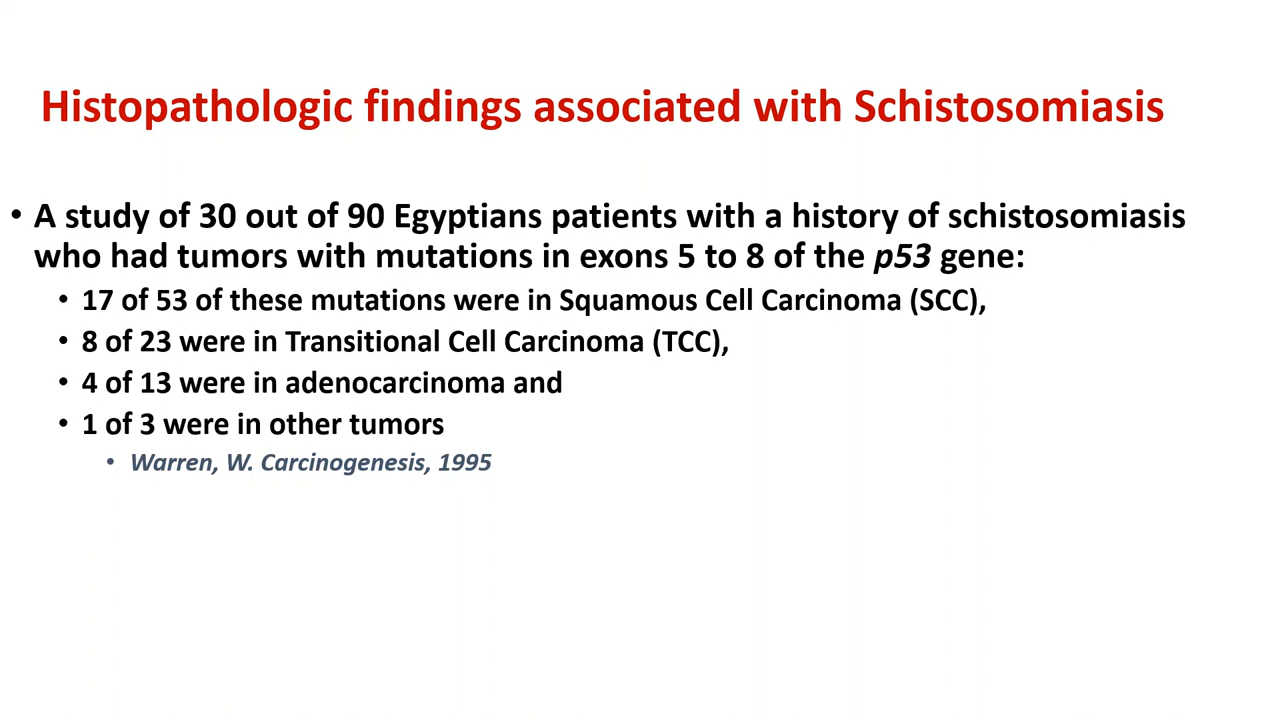 Histopathologic findings associated with Schistosomiasis
• A study of 30 out of 90 Egyptians patients with a history of schistosomiasis
who had tumors with mutations in exons 5 to 8 of the p53 gene:
• 17 of 53 of these mutations were in Squamous Cell Carcinoma (SCC),
• 8 of 23 were in Transitional Cell Carcinoma (TCC),
• 4 of 13 were in adenocarcinoma and
• 1 of 3 were in other tumors
• Warren, W. Carcinogenesis, 1995